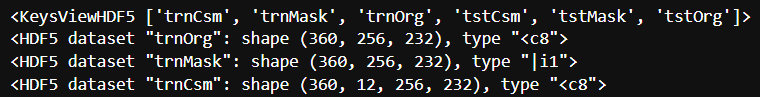 <KeysViewHDF5 ['trnCsm', 'trnMask', 'trnOrg', 'tstCsm', 'tstMask', 'tstOrg']>
<HDF5 dataset "trnOrg": shape (360, 256, 232), type "<c8">
<HDF5 dataset "trnMask": shape (360, 256, 232), type "|i1">
<HDF5 dataset "trnCsm": shape (360, 12, 256, 232), type "<c8">